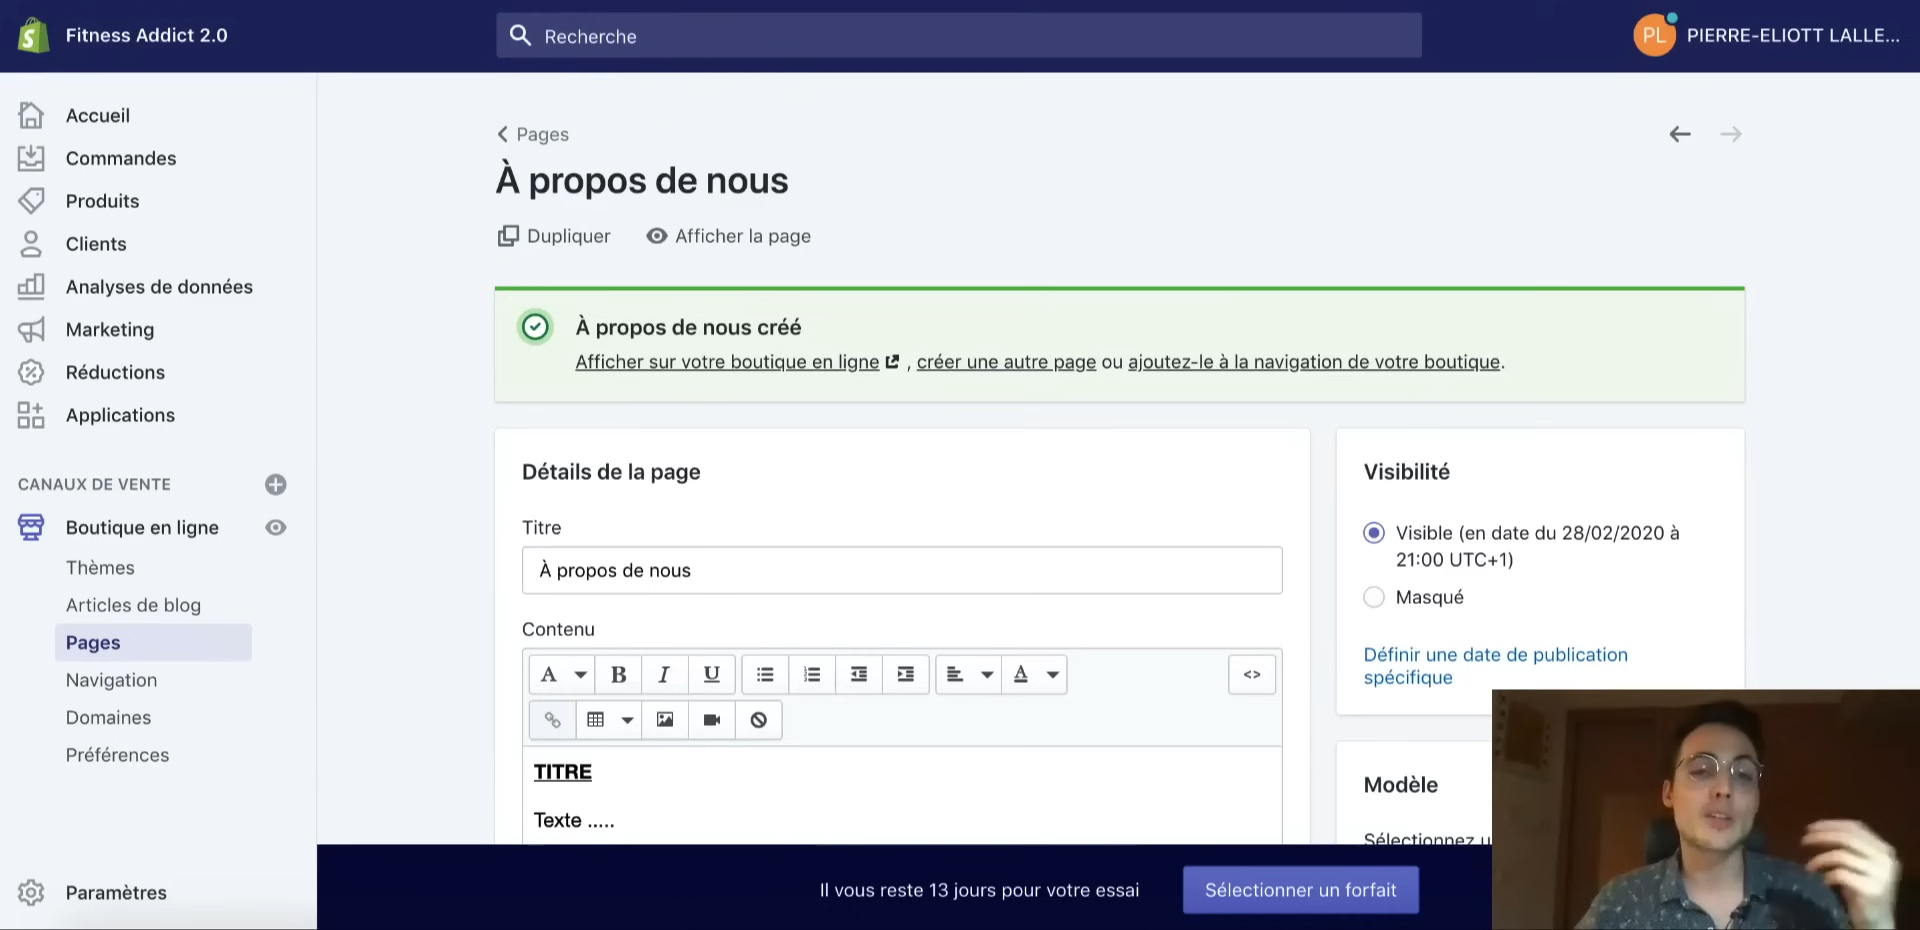 Fitness Addict 2.0
Recherche
PL
PIERRE-ELIOTT LALLE...
Accueil
Commandes
Produits
Clients
Analyses de données
Marketing
Réductions
Applications
CANAUX DE VENTE
Boutique en ligne
Thèmes
Articles de blog
Pages
Navigation
Domaines
Préférences
Paramètres
Pages
À propos de nous
Dupliquer
Afficher la page
À propos de nous créé
Afficher sur votre boutique en ligne , créer une autre page ou ajoutez-le à la navigation de votre boutique.
Détails de la page
Titre
À propos de nous
Contenu
A B I U A <>
TITRE
Texte .....
Visibilité
Visible (en date du 28/02/2020 à
21:00 UTC+1)
Masqué
Définir une date de publication
spécifique
Modèle
Sélectionnez
Il vous reste 13 jours pour votre essai
Sélectionner un forfait